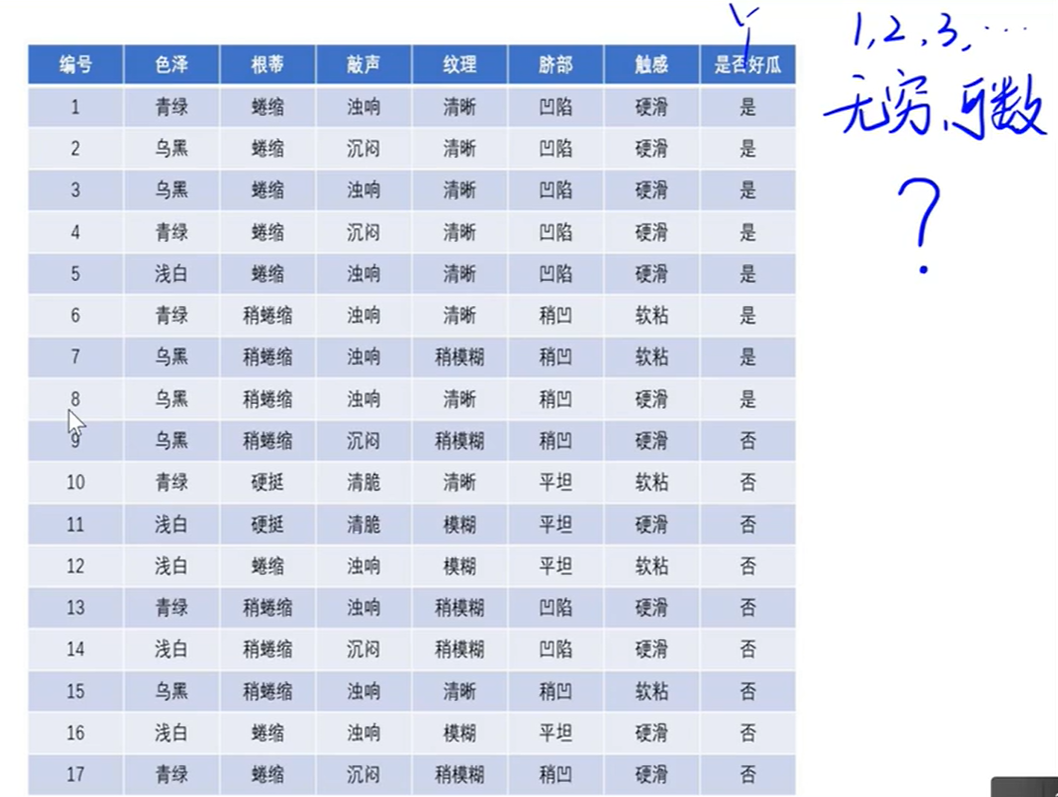 1,2,3,…
无穷、可数
?
编号 色泽 根蒂 敲声 纹理 脐部 触感 是否好瓜
1 青绿 蜷缩 浊响 清晰 凹陷 硬滑 是
2 乌黑 蜷缩 沉闷 清晰 凹陷 硬滑 是
3 乌黑 蜷缩 浊响 清晰 凹陷 硬滑 是
4 青绿 蜷缩 沉闷 清晰 凹陷 硬滑 是
5 浅白 蜷缩 浊响 清晰 凹陷 硬滑 是
6 青绿 稍蜷缩 浊响 清晰 稍凹 软粘 是
7 乌黑 稍蜷缩 浊响 稍模糊 稍凹 软粘 是
8 乌黑 稍蜷缩 浊响 清晰 稍凹 硬滑 是
9 乌黑 稍蜷缩 沉闷 稍模糊 稍凹 硬滑 否
10 青绿 硬挺 清脆 清晰 平坦 软粘 否
11 浅白 硬挺 清脆 模糊 平坦 硬滑 否
12 浅白 蜷缩 浊响 模糊 平坦 软粘 否
13 青绿 稍蜷缩 浊响 稍模糊 凹陷 硬滑 否
14 浅白 稍蜷缩 沉闷 稍模糊 凹陷 硬滑 否
15 乌黑 稍蜷缩 浊响 清晰 稍凹 软粘 否
16 浅白 蜷缩 浊响 模糊 平坦 硬滑 否
17 青绿 蜷缩 沉闷 稍模糊 稍凹 硬滑 否